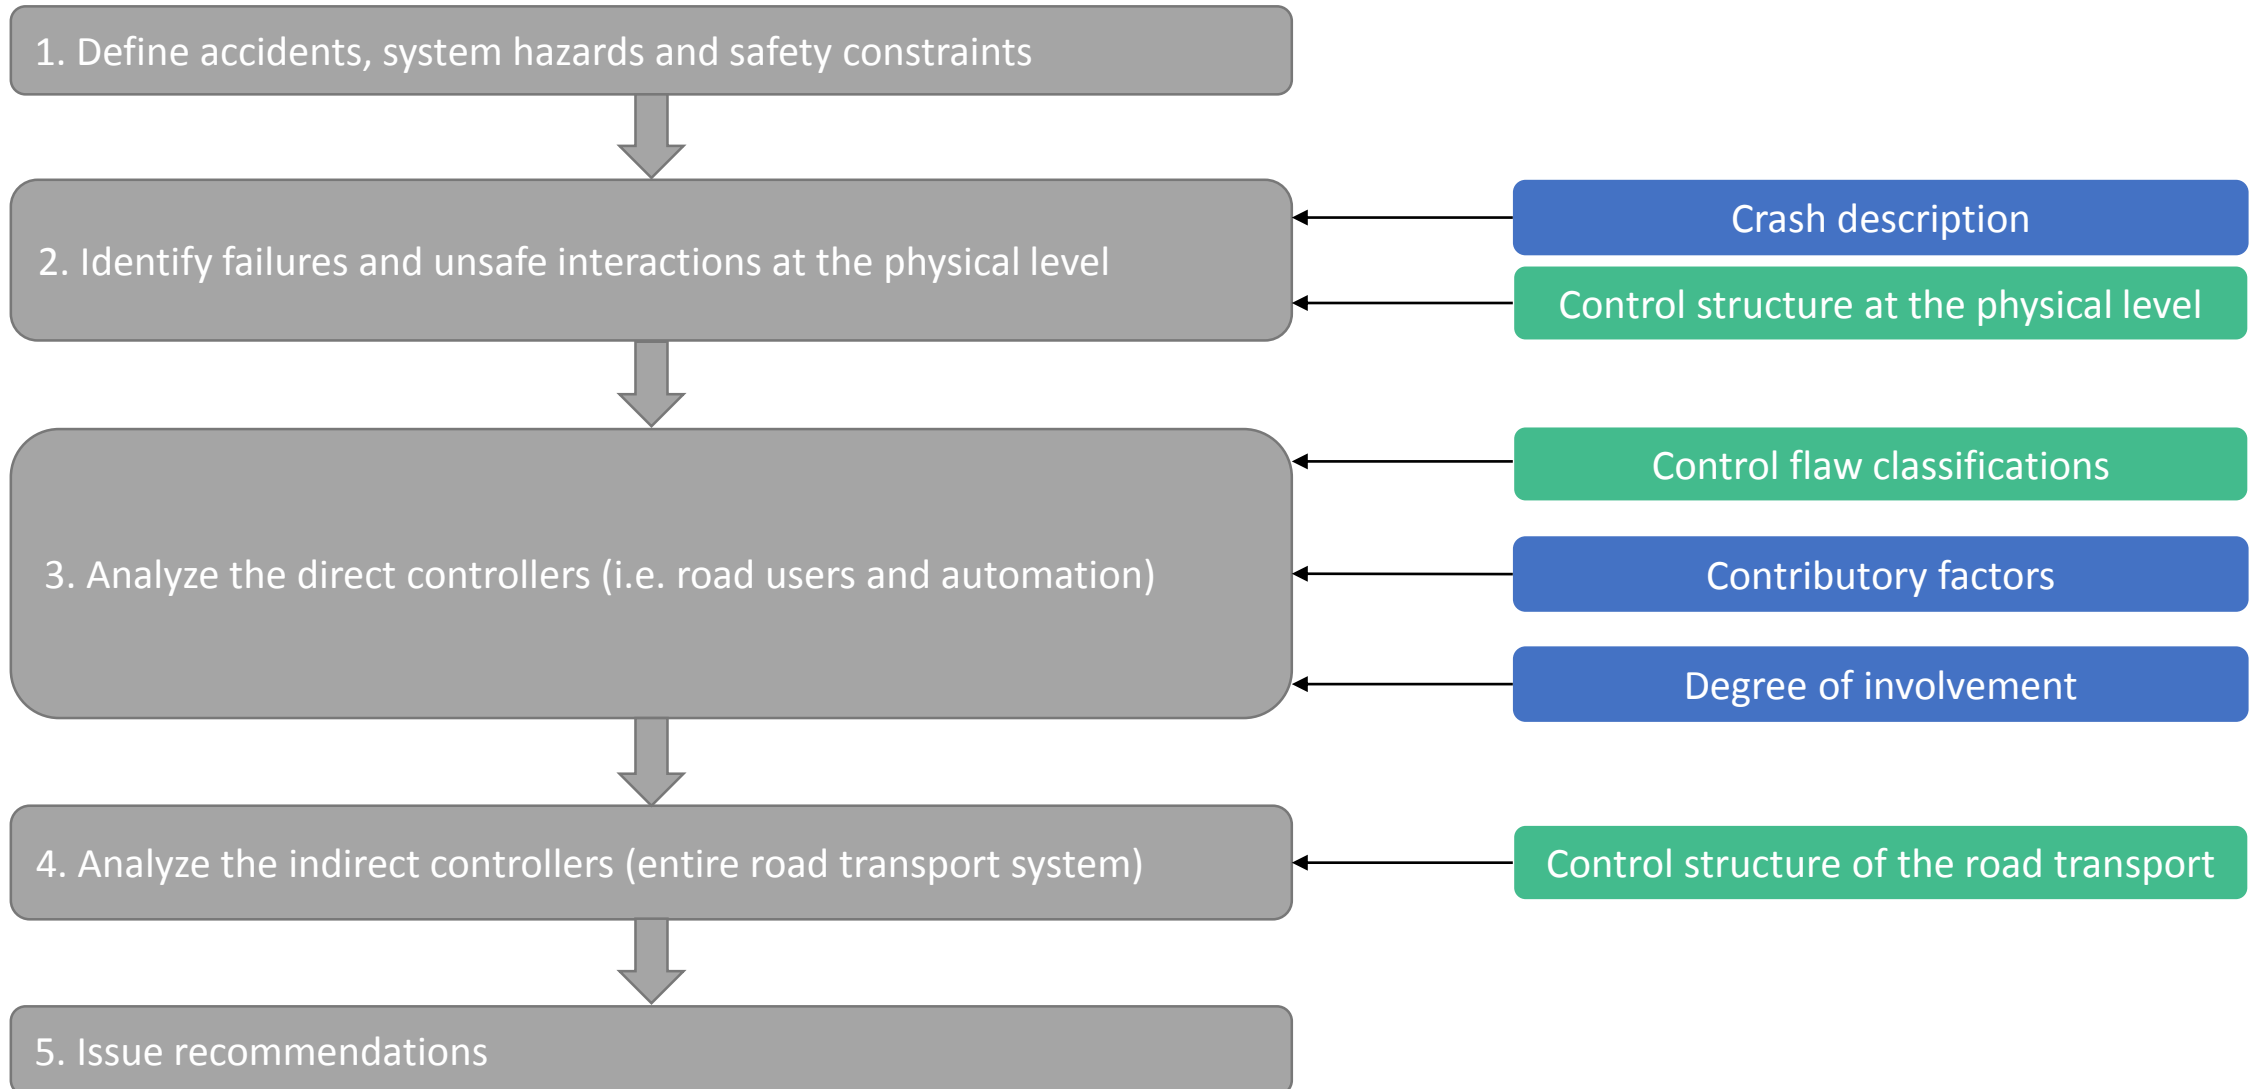 1. Define accidents, system hazards and safety constraints
2. Identify failures and unsafe interactions at the physical level
Crash description
Control structure at the physical level
3. Analyze the direct controllers (i.e. road users and automation)
Control flaw classifications
Contributory factors
Degree of involvement
4. Analyze the indirect controllers (entire road transport system)
Control structure of the road transport
5. Issue recommendations